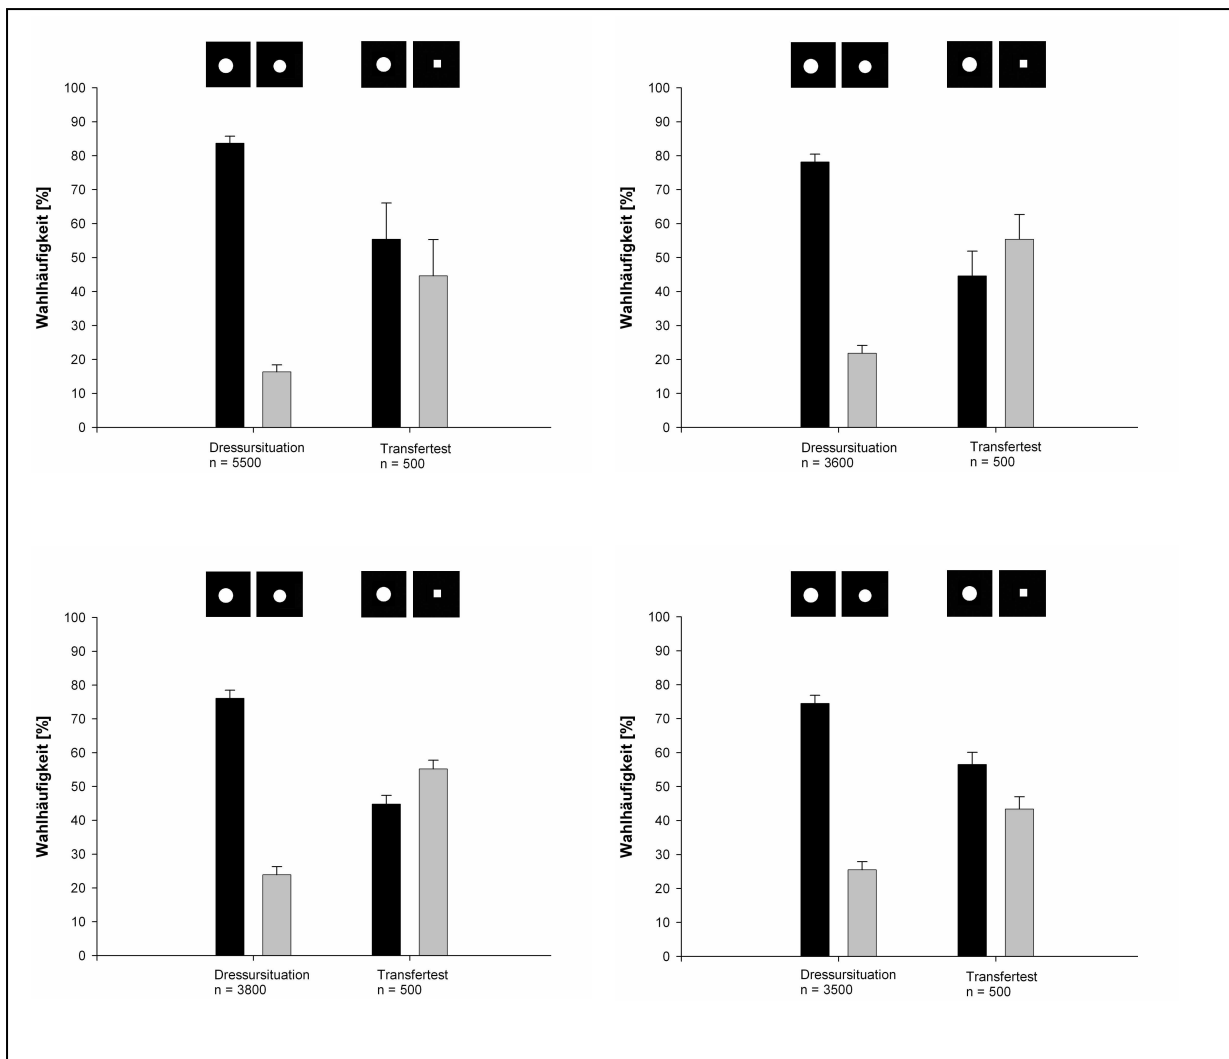 Wahlhäufigkeit [%]
100
90
80
70
60
50
40
30
20
10
0
Dressursituation
n = 5500
Transfertest
n = 500
Wahlhäufigkeit [%]
100
90
80
70
60
50
40
30
20
10
0
Dressursituation
n = 3600
Transfertest
n = 500
Wahlhäufigkeit [%]
100
90
80
70
60
50
40
30
20
10
0
Dressursituation
n = 3800
Transfertest
n = 500
Wahlhäufigkeit [%]
100
90
80
70
60
50
40
30
20
10
0
Dressursituation
n = 3500
Transfertest
n = 500